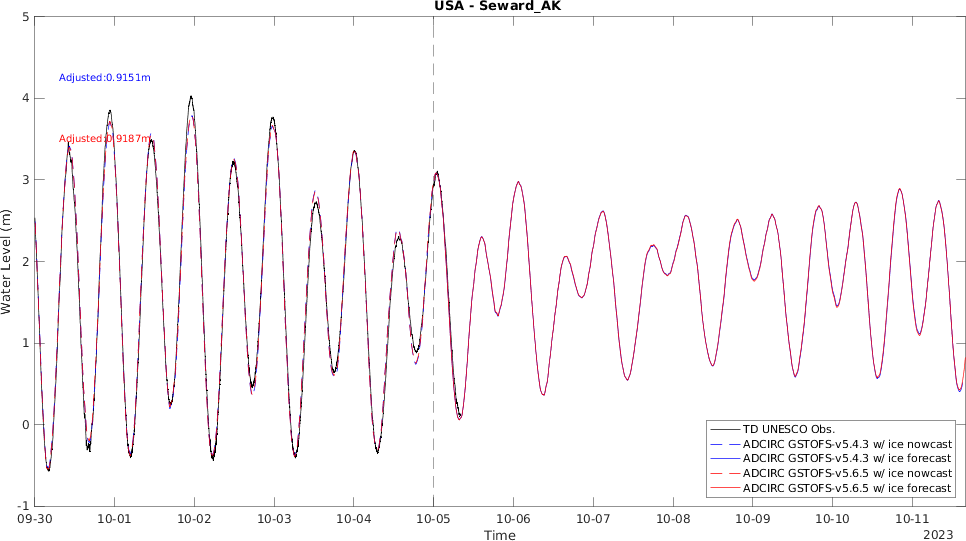 USA - Seward_AK
5
4
3
2
1
0
-1
Water Level (m)
Adjusted:0.9151m
Adjusted:0.9187m
TD UNESCO Obs.
ADCIRC GSTOFS-v5.4.3 w/ ice nowcast
ADCIRC GSTOFS-v5.4.3 w/ ice forecast
ADCIRC GSTOFS-v5.6.5 w/ ice nowcast
ADCIRC GSTOFS-v5.6.5 w/ ice forecast
09-30 10-01 10-02 10-03 10-04 10-05 10-06 10-07 10-08 10-09 10-10 10-11
Time
2023